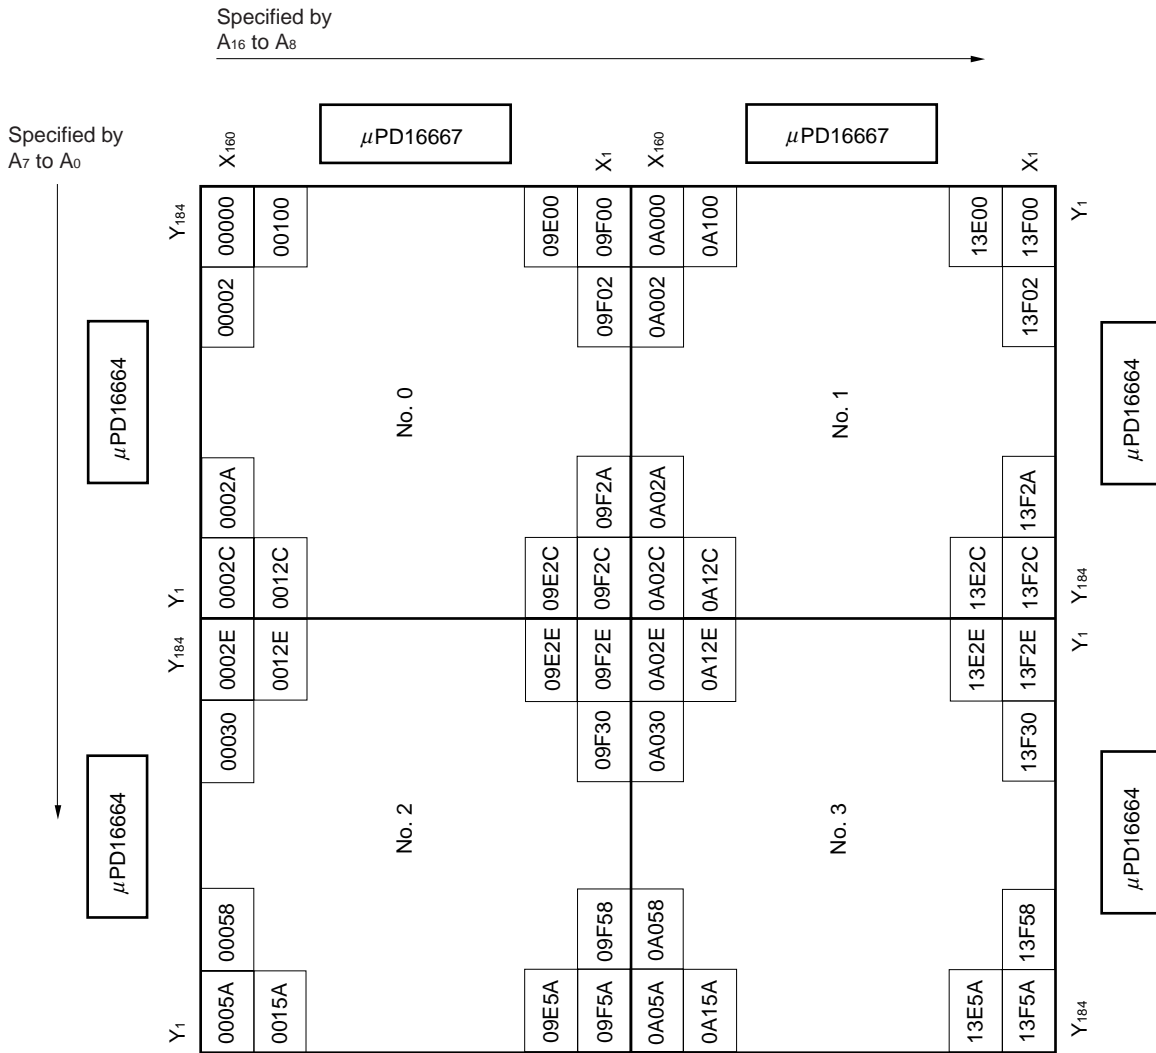 Specified by
A16 to A8
Specified by
A7 to A0
μPD16667
μPD16667
X160
X1
X160
X1
Y184
00000
00100
09E00
09F00
0A000
0A100
13E00
13F00
Y1
00002
09F02
0A002
13F02
μPD16664
No. 0
No. 1
μPD16664
0002A
09F2A
0A02A
13F2A
Y1
0002C
0012C
09E2C
09F2C
0A02C
0A12C
13E2C
13F2C
Y184
Y184
0002E
0012E
09E2E
09F2E
0A02E
0A12E
13E2E
13F2E
Y1
00030
09F30
0A030
13F30
μPD16664
No. 2
No. 3
μPD16664
00058
09F58
0A058
13F58
Y1
0005A
0015A
09E5A
09F5A
0A05A
0A15A
13E5A
13F5A
Y184